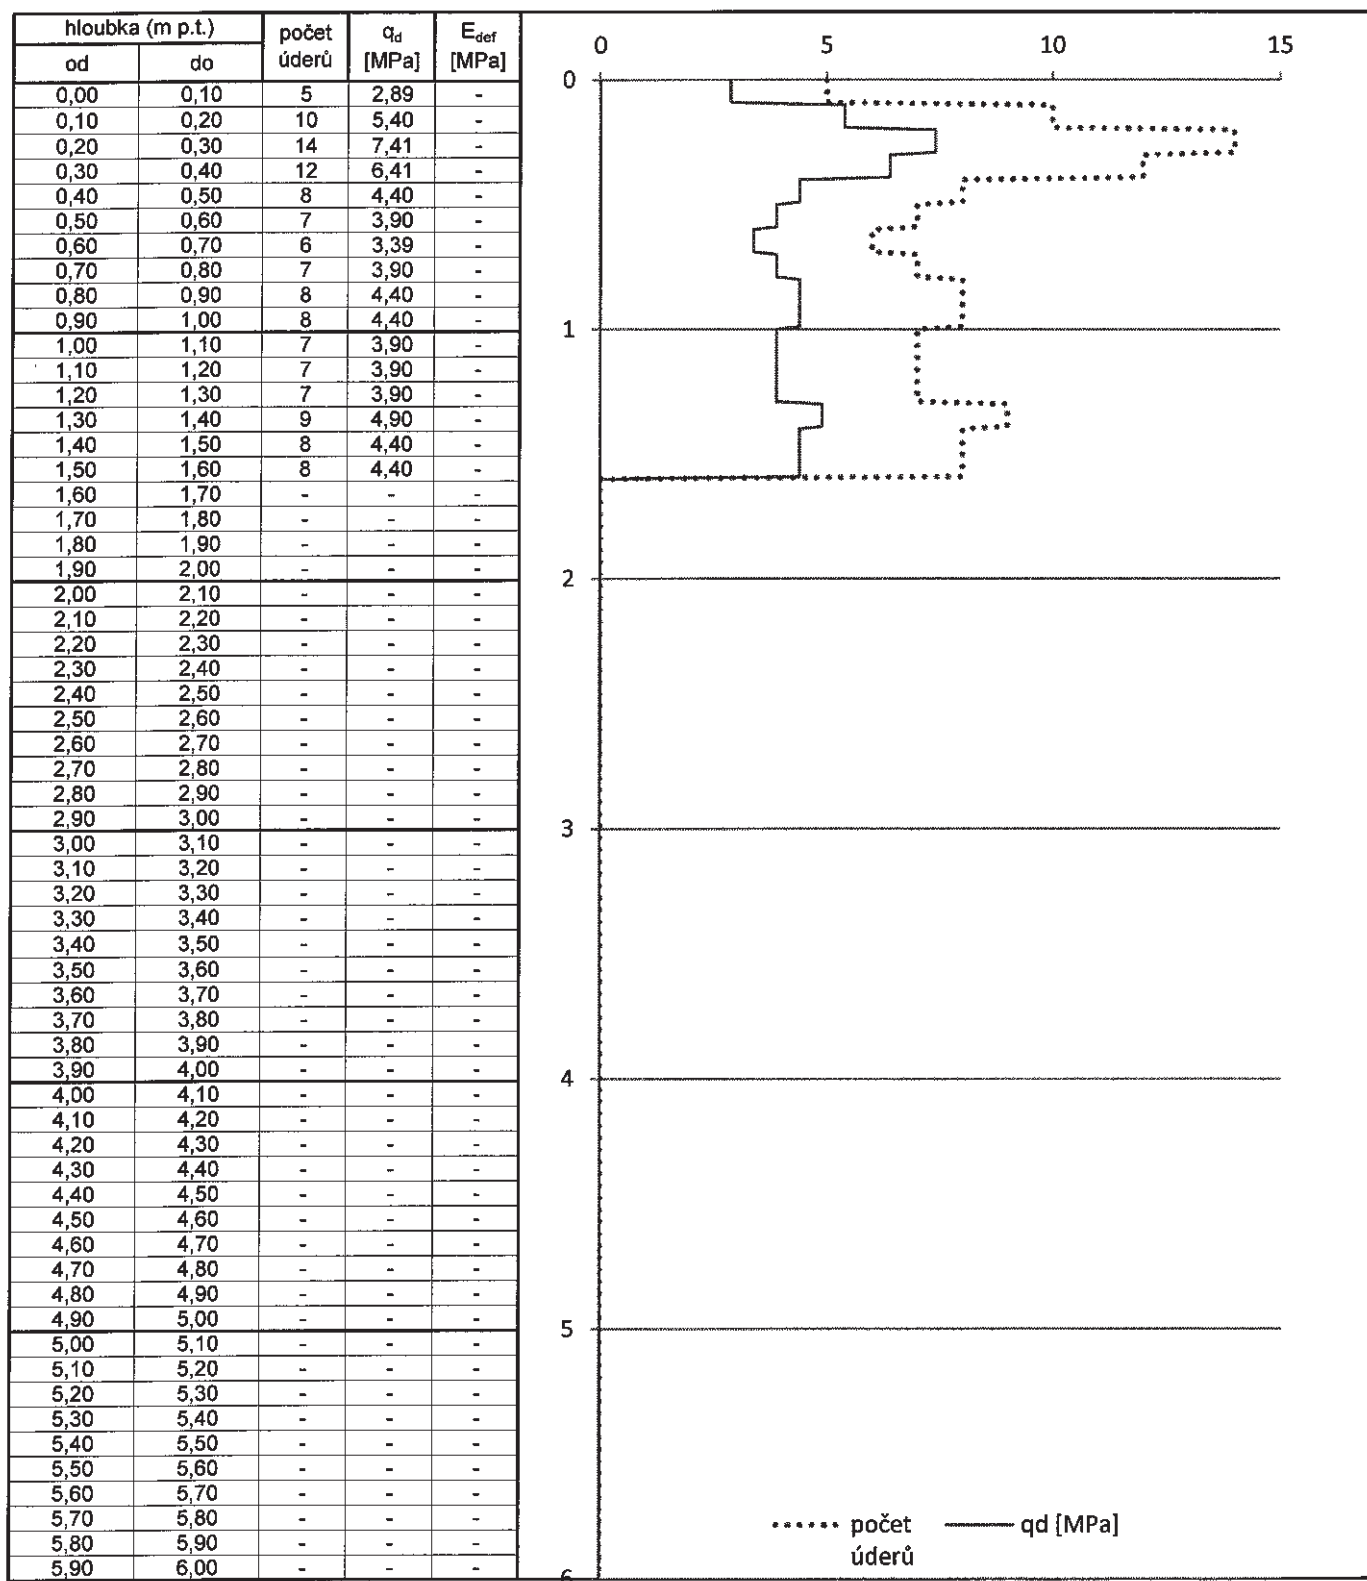 hloubka (m p.t.) počet úderů qd [MPa] Edef [MPa]
od do
0,00 0,10 5 2,89 -
0,10 0,20 10 5,40 -
0,20 0,30 14 7,41 -
0,30 0,40 12 6,41 -
0,40 0,50 8 4,40 -
0,50 0,60 7 3,90 -
0,60 0,70 6 3,39 -
0,70 0,80 7 3,90 -
0,80 0,90 8 4,40 -
0,90 1,00 8 4,40 -
1,00 1,10 7 3,90 -
1,10 1,20 7 3,90 -
1,20 1,30 7 3,90 -
1,30 1,40 9 4,90 -
1,40 1,50 8 4,40 -
1,50 1,60 8 4,40 -
1,60 1,70 - - -
1,70 1,80 - - -
1,80 1,90 - - -
1,90 2,00 - - -
2,00 2,10 - - -
2,10 2,20 - - -
2,20 2,30 - - -
2,30 2,40 - - -
2,40 2,50 - - -
2,50 2,60 - - -
2,60 2,70 - - -
2,70 2,80 - - -
2,80 2,90 - - -
2,90 3,00 - - -
3,00 3,10 - - -
3,10 3,20 - - -
3,20 3,30 - - -
3,30 3,40 - - -
3,40 3,50 - - -
3,50 3,60 - - -
3,60 3,70 - - -
3,70 3,80 - - -
3,80 3,90 - - -
3,90 4,00 - - -
4,00 4,10 - - -
4,10 4,20 - - -
4,20 4,30 - - -
4,30 4,40 - - -
4,40 4,50 - - -
4,50 4,60 - - -
4,60 4,70 - - -
4,70 4,80 - - -
4,80 4,90 - - -
4,90 5,00 - - -
5,00 5,10 - - -
5,10 5,20 - - -
5,20 5,30 - - -
5,30 5,40 - - -
5,40 5,50 - - -
5,50 5,60 - - -
5,60 5,70 - - -
5,70 5,80 - - -
5,80 5,90 - - -
5,90 6,00 - - -
0 5 10 15
0
1
2
3
4
5
6
počet úderů
qd [MPa]